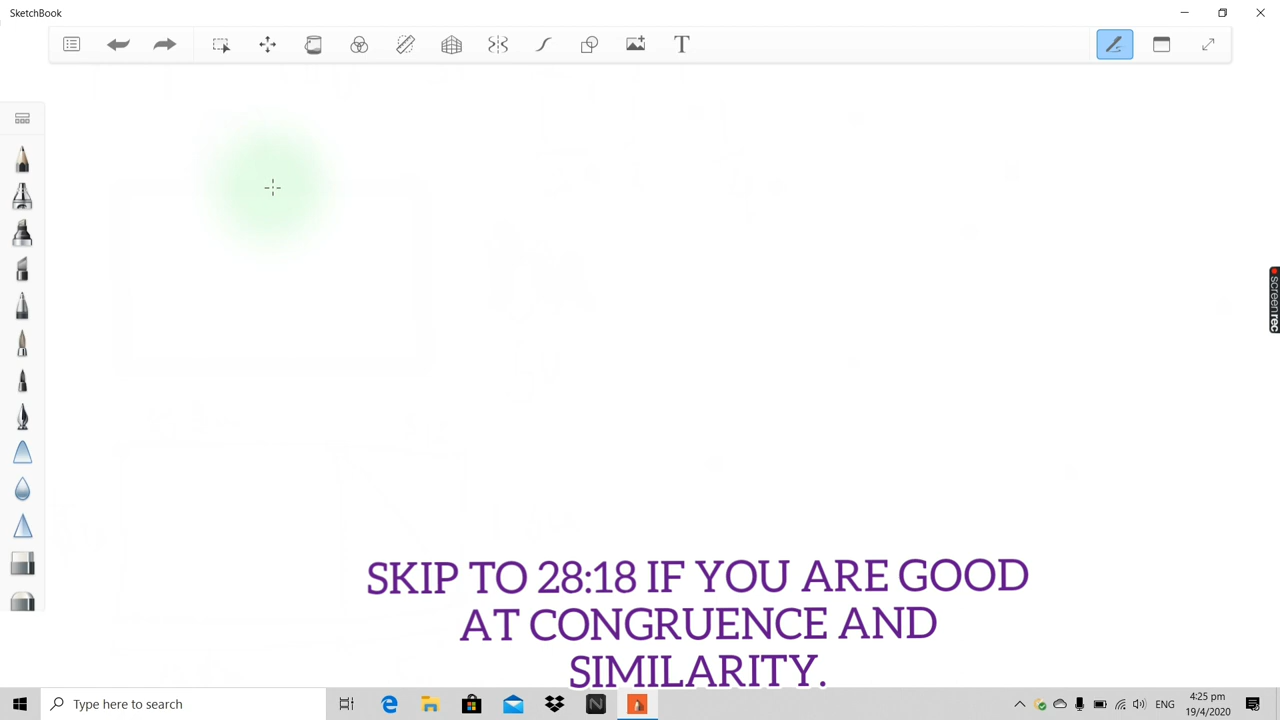 SketchBook
T
screenrec
SKIP TO 28:18 IF YOU ARE GOOD
AT CONGRUENCE AND
SIMILARITY.
Type here to search
ENG
4:25 pm
19/4/2020